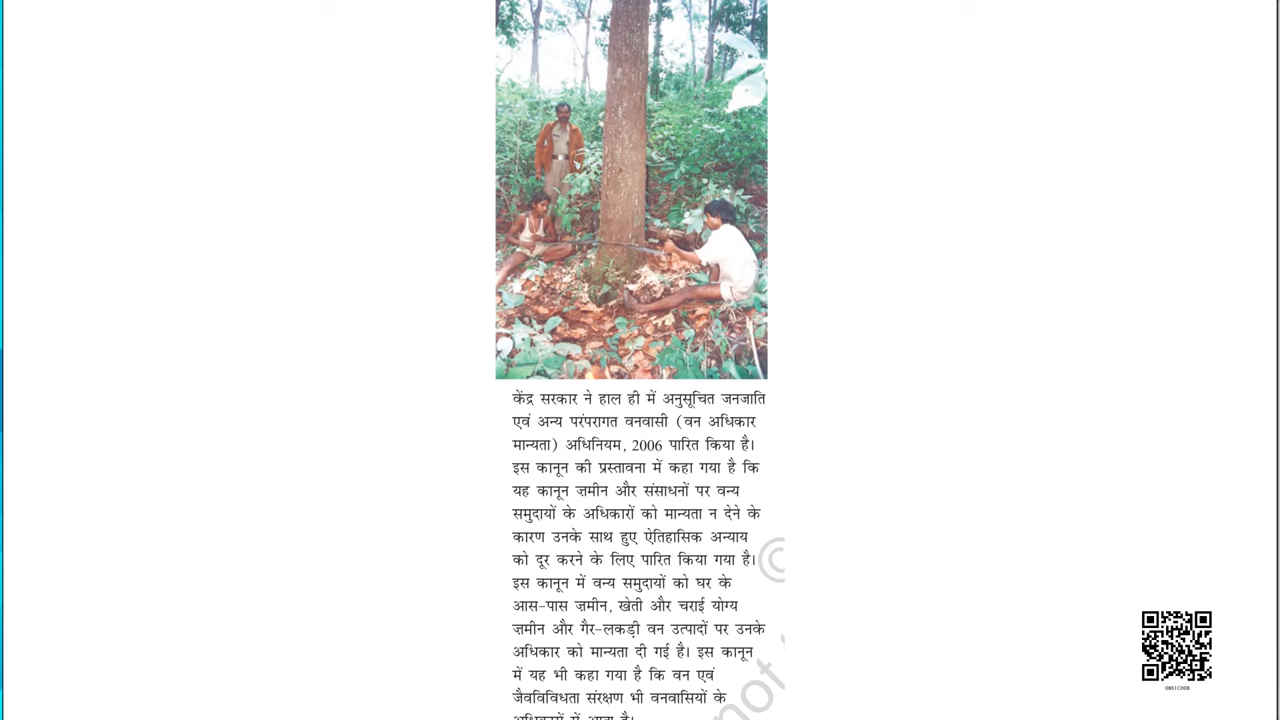 केंद्र सरकार ने हाल ही में अनुसूचित जनजाति
एवं अन्य परंपरागत वनवासी (वन अधिकार
मान्यता) अधिनियम, 2006 पारित किया है।
इस कानून की प्रस्तावना में कहा गया है कि
यह कानून ज़मीन और संसाधनों पर वन्य
समुदायों के अधिकारों को मान्यता न देने के
कारण उनके साथ हुए ऐतिहासिक अन्याय
को दूर करने के लिए पारित किया गया है।
इस कानून में वन्य समुदायों को घर के
आस-पास ज़मीन, खेती और चराई योग्य
ज़मीन और गैर-लकड़ी वन उत्पादों पर उनके
अधिकार को मान्यता दी गई है। इस कानून
में यह भी कहा गया है कि वन एवं
जैवविविधता संरक्षण भी वनवासियों के
©
not
0861CH08